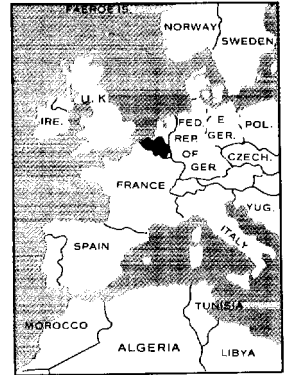 FAEROE IS.
NORWAY
SWEDEN
U. K.
IRE.
FED.
REP.
OF
GER.
E
GER.
POL.
CZECH.
FRANCE
YUG.
ITALY
SPAIN
TUNISIA
MOROCCO
ALGERIA
LIBYA